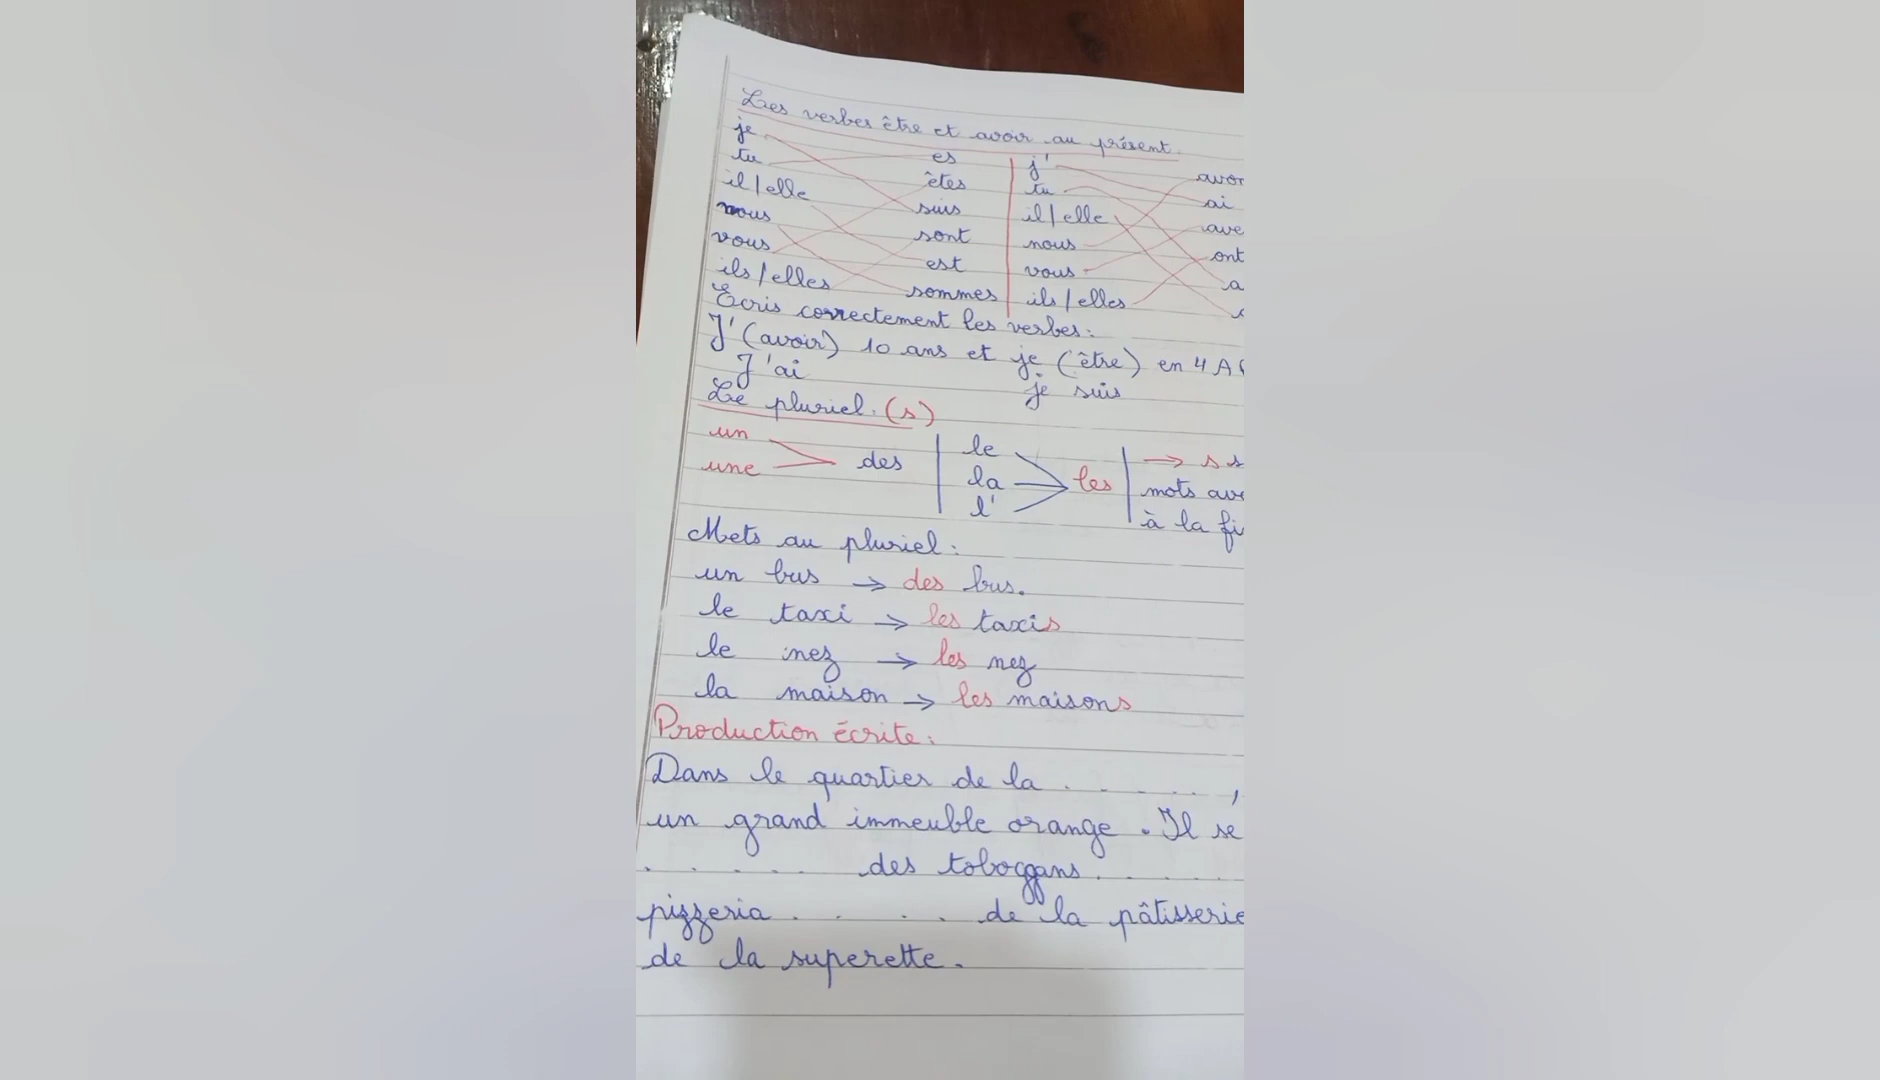 Les verbes être et avoir au présent.
je es j'
tu êtes tu ai
il/elle suis il/elle
nous sont nous ont
vous est vous
ils/elles sommes ils/elles
Écris correctement les verbes :
J'(avoir) 10 ans et je (être) en 4 A
J'ai je suis
Le pluriel : (s)
un le → s
des la les mots
une l' à la
Mets au pluriel :
un bus → des bus.
le taxi → les taxis
le nez → les nez
la maison → les maisons
Production écrite :
Dans le quartier de la . . . . . ,
un grand immeuble orange . Il se
. . . . . des toboggans . . . . .
pizzeria . . . . de la pâtisserie
de la superette .